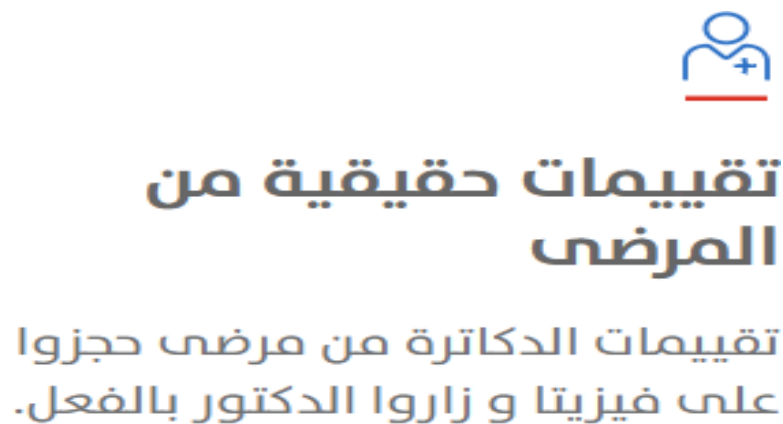 تقييمات حقيقية من
المرضى
تقييمات الدكاترة من مرضى حجزوا
على فيزيتا و زاروا الدكتور بالفعل.